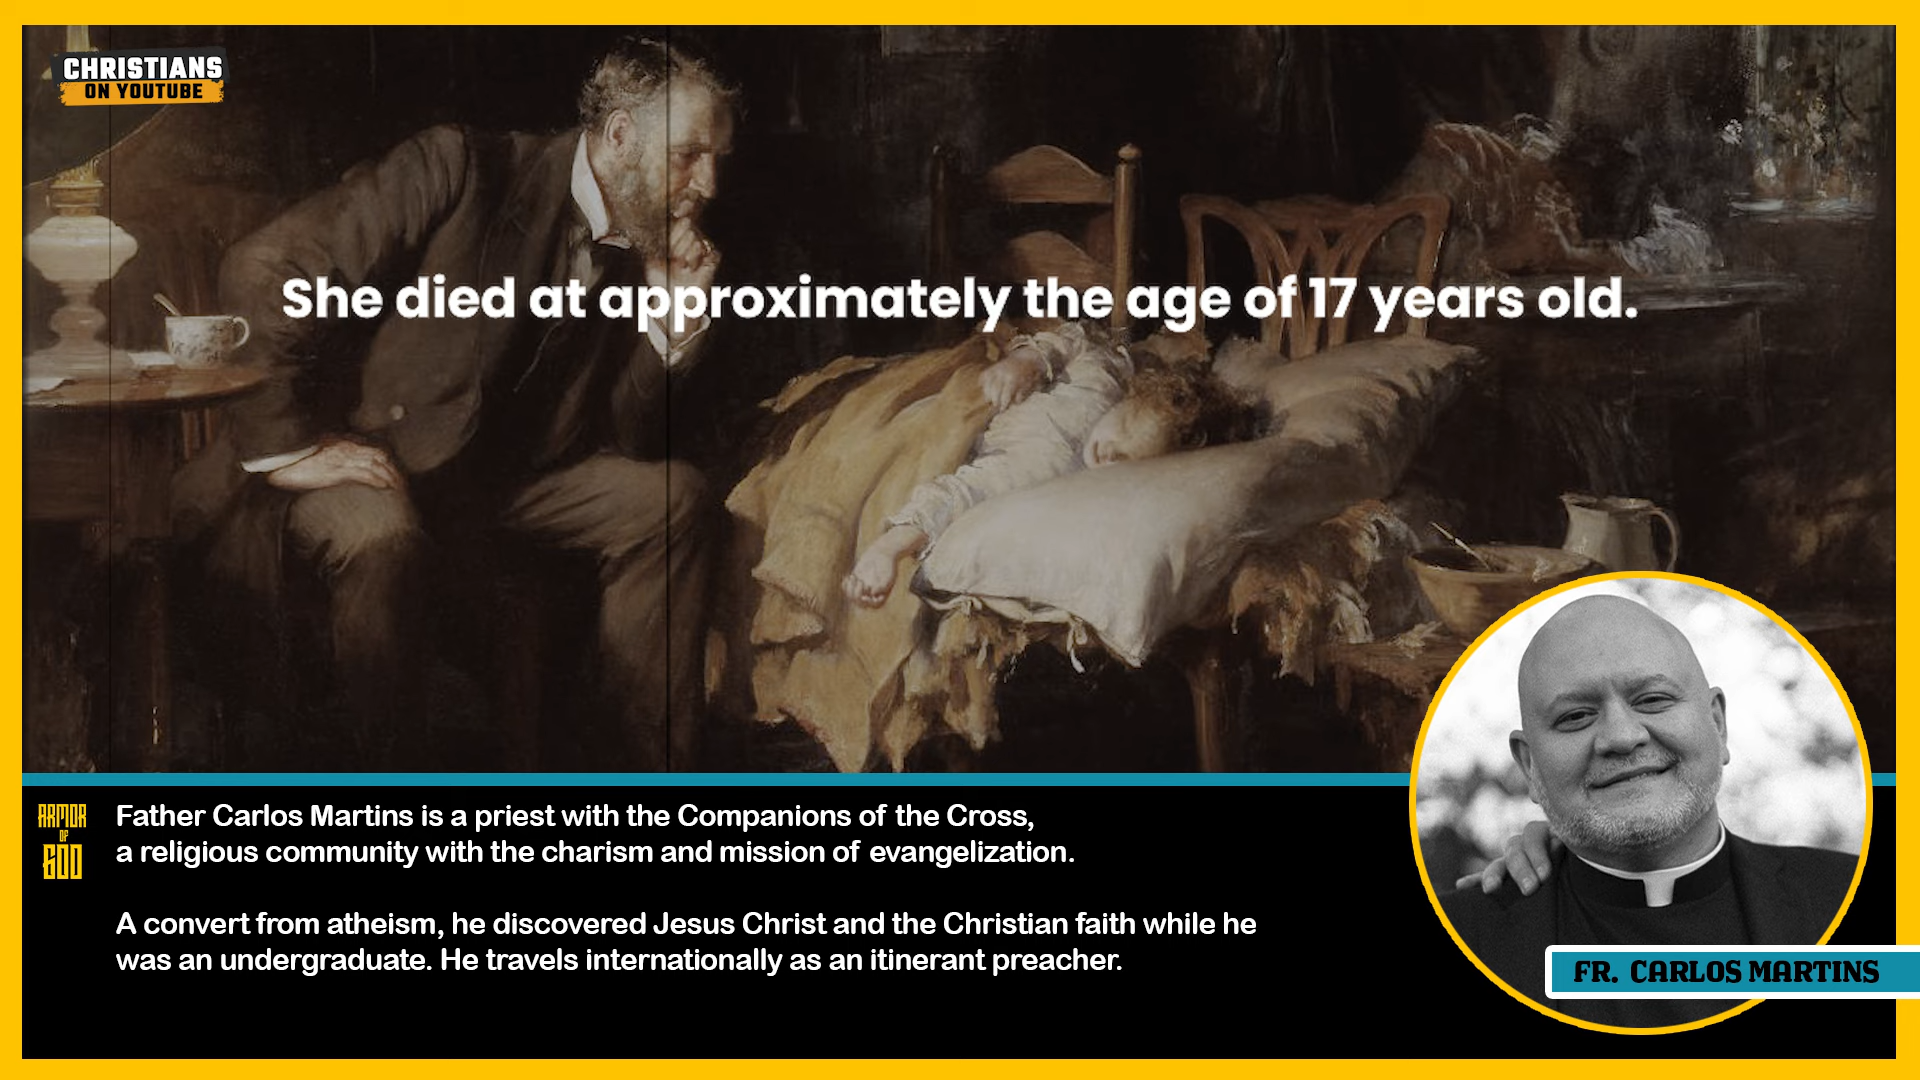 CHRISTIANS
ON YOUTUBE
She died at approximately the age of 17 years old.
ARMOR
OF
GOD
Father Carlos Martins is a priest with the Companions of the Cross,
a religious community with the charism and mission of evangelization.
A convert from atheism, he discovered Jesus Christ and the Christian faith while he
was an undergraduate. He travels internationally as an itinerant preacher.
FR. CARLOS MARTINS